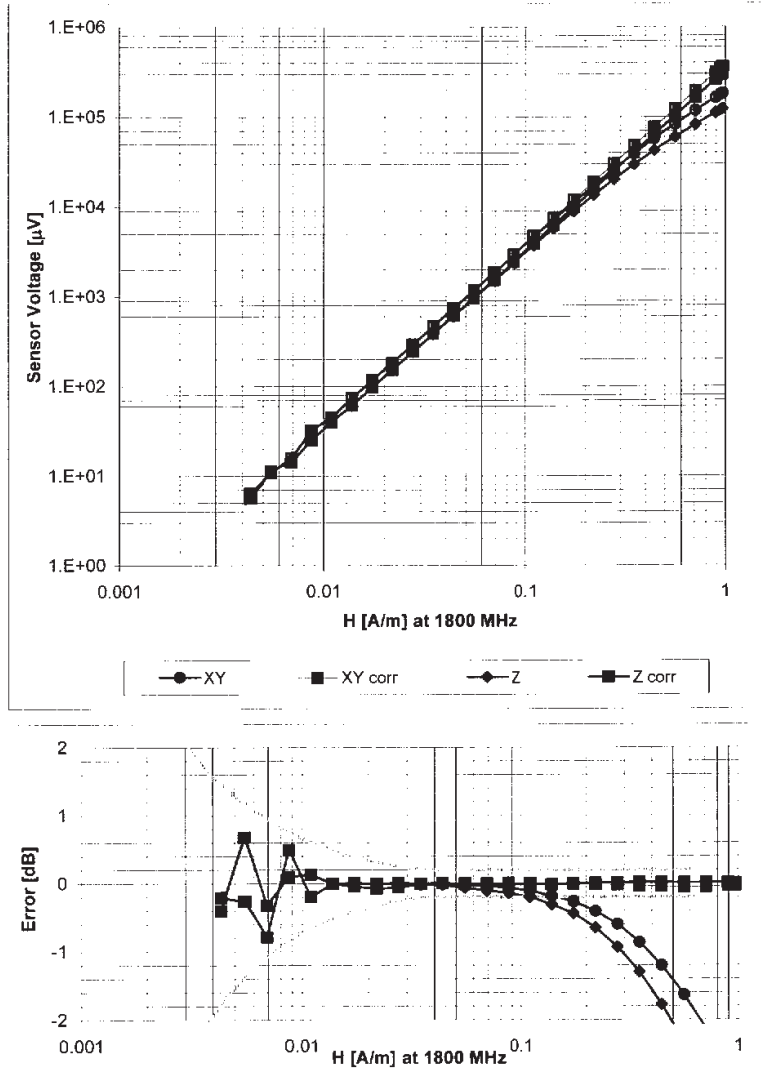 1.E+06
1.E+05
1.E+04
1.E+03
1.E+02
1.E+01
1.E+00
Sensor Voltage [µV]
0.001 0.01 0.1 1
H [A/m] at 1800 MHz
XY XY corr Z Z corr
2
1
0
-1
-2
Error [dB]
0.001 0.01 0.1 1
H [A/m] at 1800 MHz